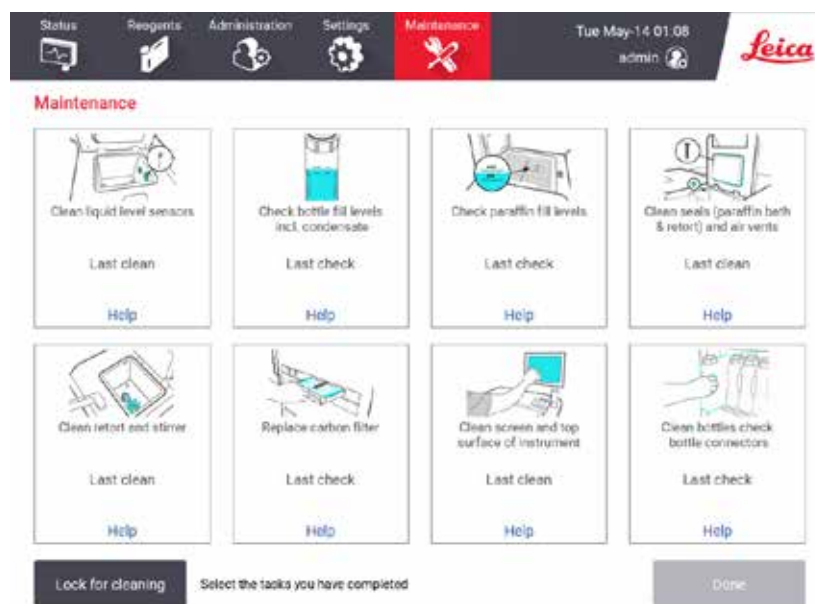 Status Reagents Administration Settings Maintenance Tue May-14 01:08
admin
Leica
Maintenance
Clean liquid level sensors
Last clean
Help
Check bottle fill levels
incl. condensate
Last check
Help
Check paraffin fill levels
Last check
Help
Clean seals (paraffin bath
& retort) and air vents
Last clean
Help
Clean retort and stirrer
Last clean
Help
Replace carbon filter
Last check
Help
Clean screen and top
surface of instrument
Last clean
Help
Clean bottles check
bottle connectors
Last check
Help
Lock for cleaning Select the tasks you have completed Done